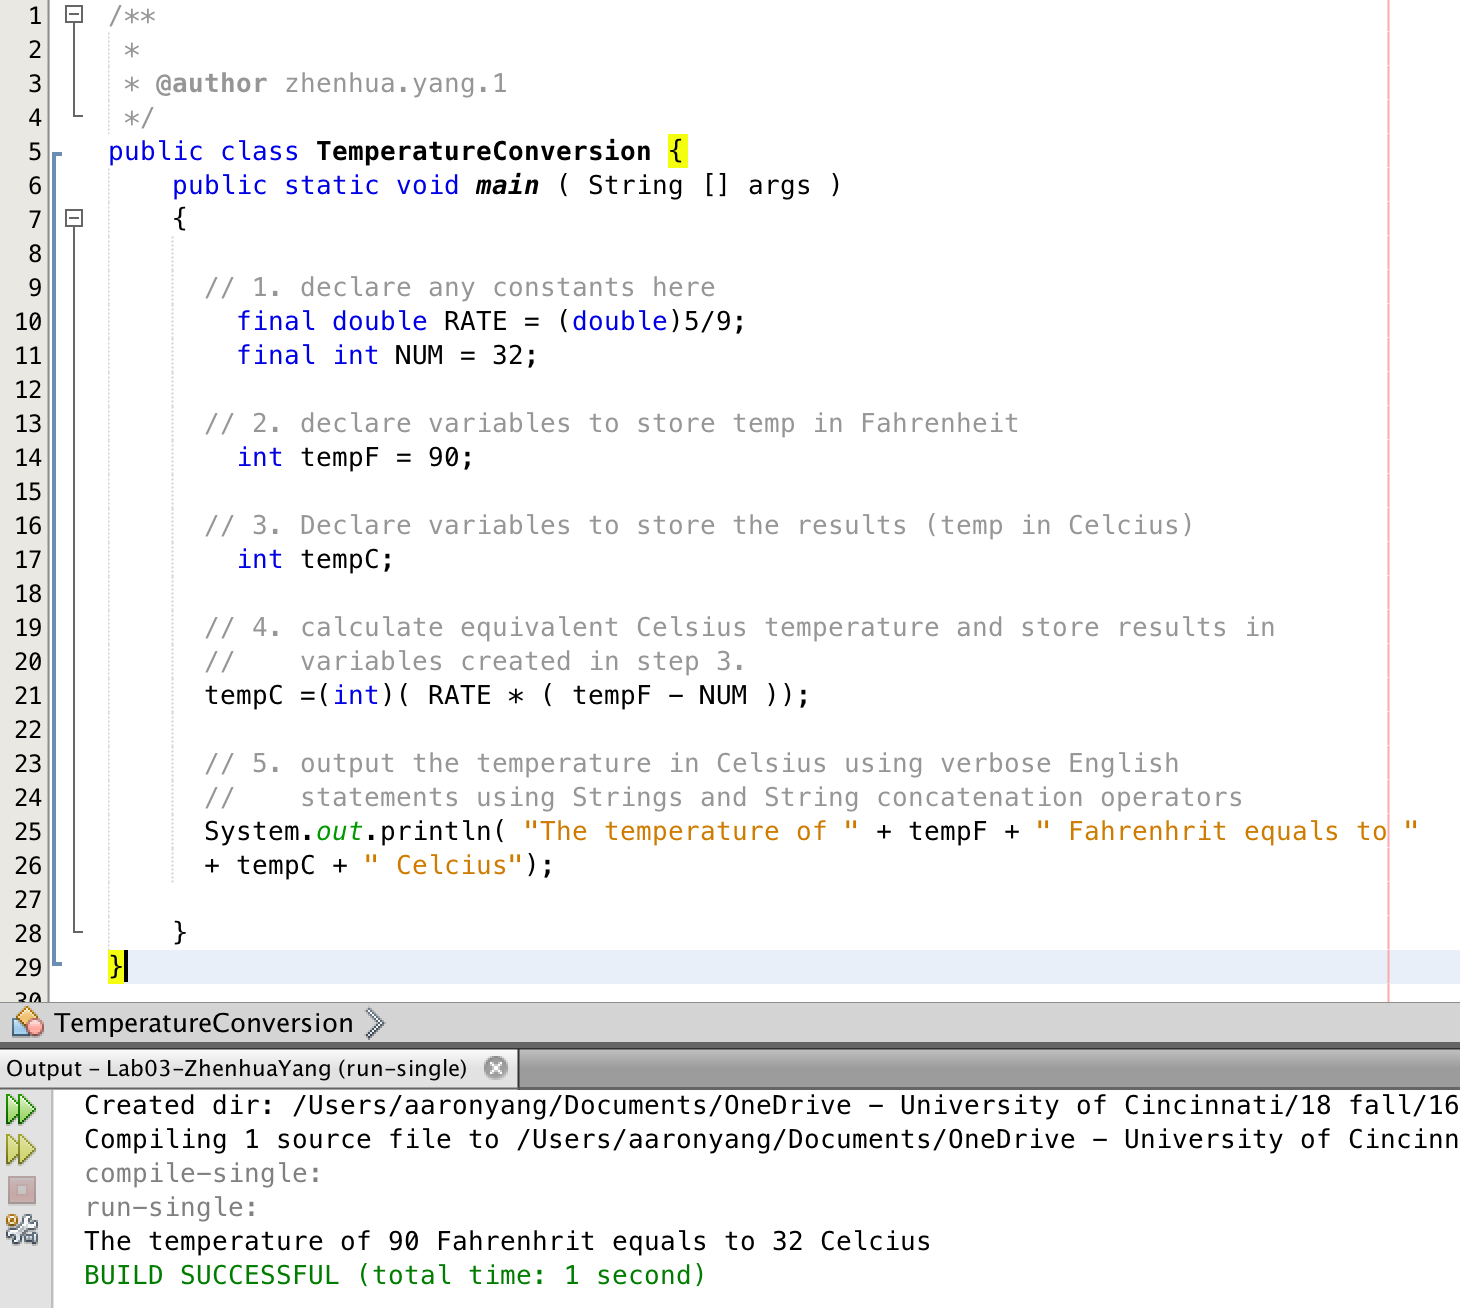 1 /**
2 *
3 * @author zhenhua.yang.1
4 */
5 public class TemperatureConversion {
6 public static void main ( String [] args )
7 {
8
9 // 1. declare any constants here
10 final double RATE = (double)5/9;
11 final int NUM = 32;
12
13 // 2. declare variables to store temp in Fahrenheit
14 int tempF = 90;
15
16 // 3. Declare variables to store the results (temp in Celcius)
17 int tempC;
18
19 // 4. calculate equivalent Celsius temperature and store results in
20 // variables created in step 3.
21 tempC =(int)( RATE * ( tempF - NUM ));
22
23 // 5. output the temperature in Celsius using verbose English
24 // statements using Strings and String concatenation operators
25 System.out.println( "The temperature of " + tempF + " Fahrenhrit equals to "
26 + tempC + " Celcius");
27
28 }
29 }
30
TemperatureConversion
Output - Lab03-ZhenhuaYang (run-single)
Created dir: /Users/aaronyang/Documents/OneDrive - University of Cincinnati/18 fall/16
Compiling 1 source file to /Users/aaronyang/Documents/OneDrive - University of Cincinn
compile-single:
run-single:
The temperature of 90 Fahrenhrit equals to 32 Celcius
BUILD SUCCESSFUL (total time: 1 second)